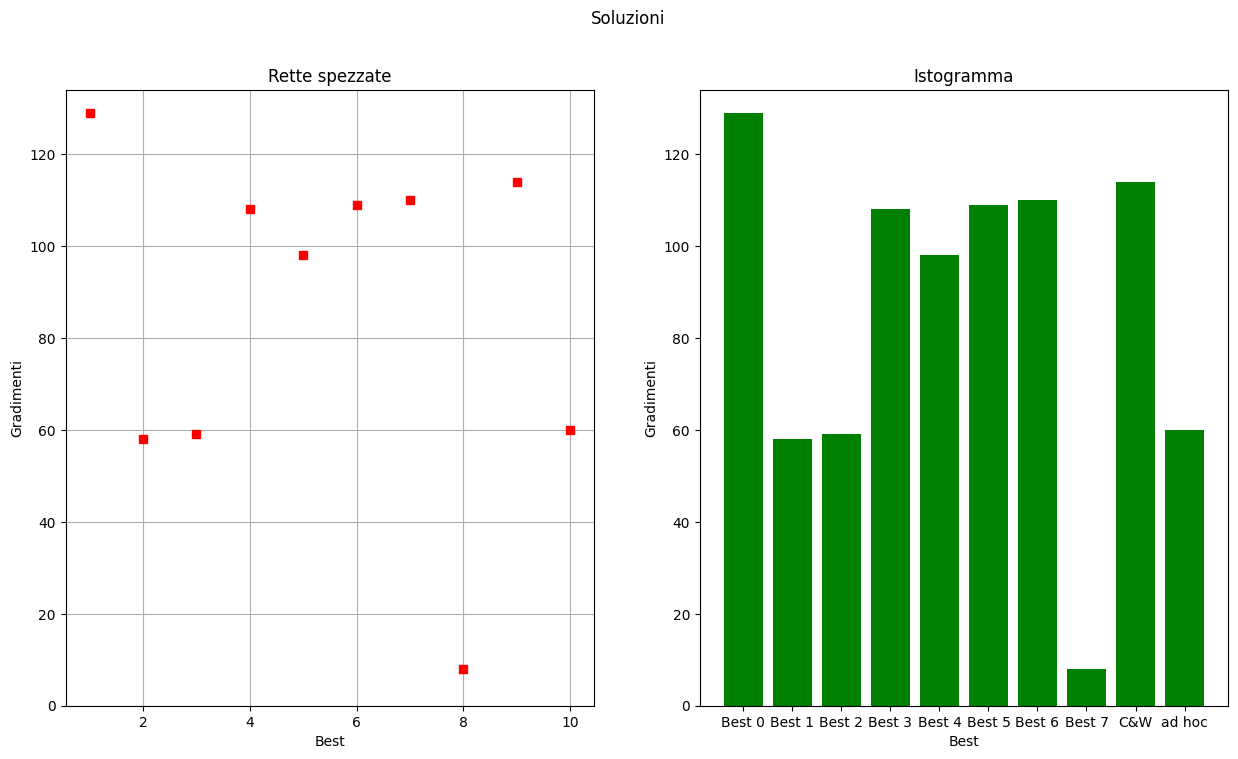 Soluzioni
Rette spezzate
Gradimenti
120
100
80
60
40
20
0
2 4 6 8 10
Best
Istogramma
Gradimenti
120
100
80
60
40
20
0
Best 0 Best 1 Best 2 Best 3 Best 4 Best 5 Best 6 Best 7 C&W ad hoc
Best